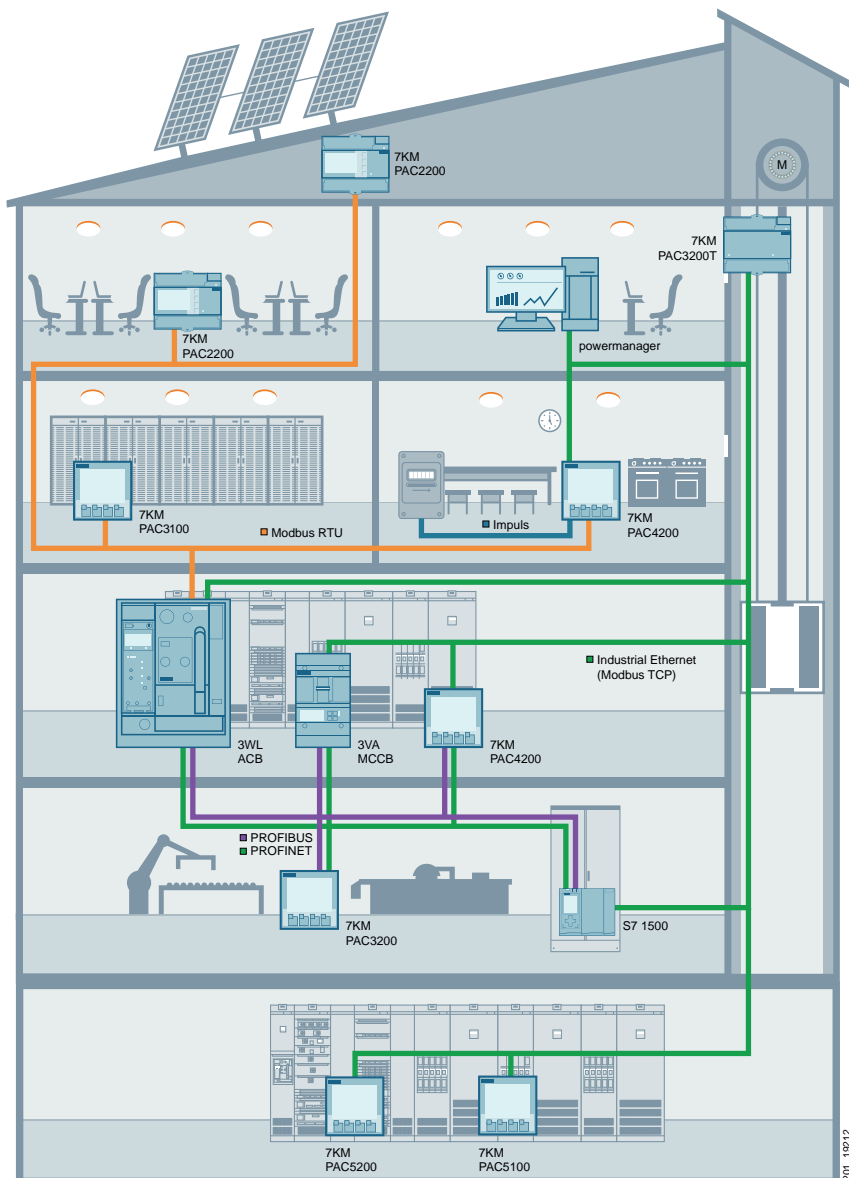 7KM
PAC2200
M
7KM
PAC3200T
7KM
PAC2200
powermanager
7KM
PAC3100
Modbus RTU
Impuls
7KM
PAC4200
Industrial Ethernet
(Modbus TCP)
3WL
ACB
3VA
MCCB
7KM
PAC4200
PROFIBUS
PROFINET
7KM
PAC3200
S7 1500
7KM
PAC5200
7KM
PAC5100